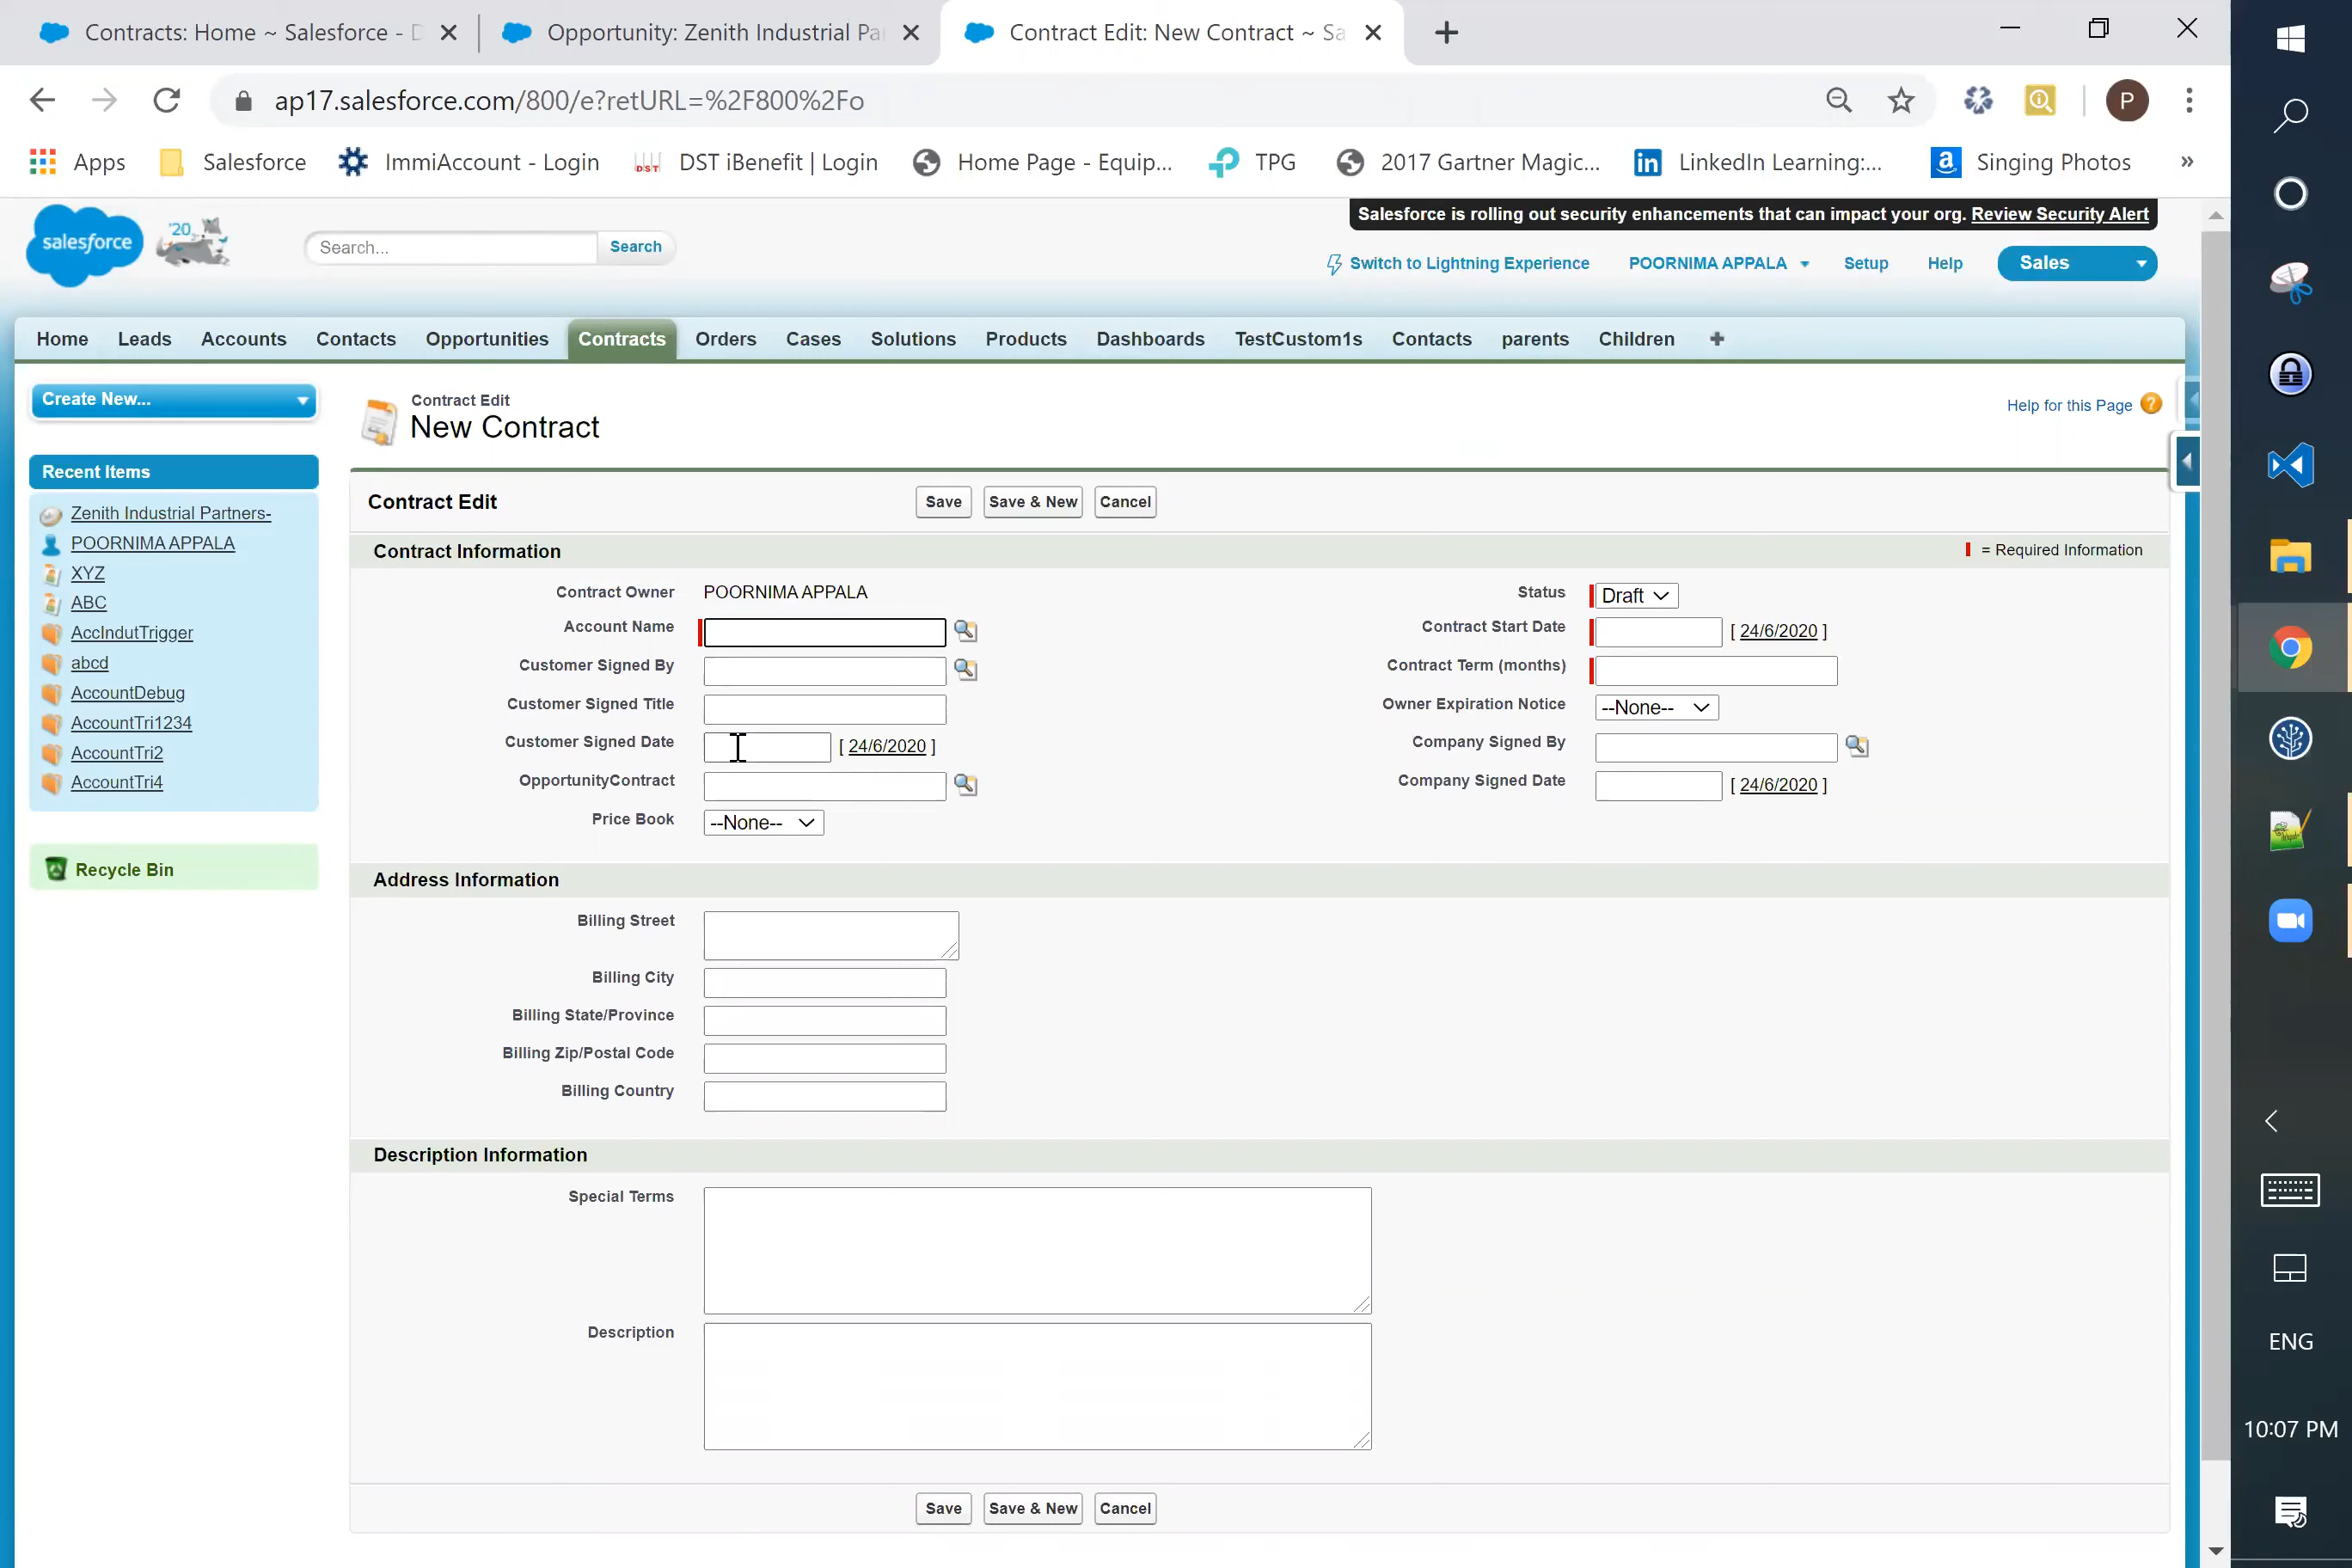 Contracts: Home ~ Salesforce - D
Opportunity: Zenith Industrial Pa
Contract Edit: New Contract ~ Sa
ap17.salesforce.com/800/e?retURL=%2F800%2Fo
P
Apps
Salesforce
ImmiAccount - Login
DST
DST iBenefit | Login
Home Page - Equip...
TPG
2017 Gartner Magic...
in
LinkedIn Learning:...
a
Singing Photos
»
salesforce
'20
Search...
Search
Salesforce is rolling out security enhancements that can impact your org. Review Security Alert
Switch to Lightning Experience
POORNIMA APPALA
Setup
Help
Sales
Home
Leads
Accounts
Contacts
Opportunities
Contracts
Orders
Cases
Solutions
Products
Dashboards
TestCustom1s
Contacts
parents
Children
+
Create New...
Recent Items
Zenith Industrial Partners-
POORNIMA APPALA
XYZ
ABC
AccIndutTrigger
abcd
AccountDebug
AccountTri1234
AccountTri2
AccountTri4
Recycle Bin
Contract Edit
New Contract
Help for this Page ?
Contract Edit
Save
Save & New
Cancel
Contract Information
= Required Information
Contract Owner
POORNIMA APPALA
Status
Draft
Account Name
Contract Start Date
[ 24/6/2020 ]
Customer Signed By
Contract Term (months)
Customer Signed Title
Owner Expiration Notice
--None--
Customer Signed Date
[ 24/6/2020 ]
Company Signed By
OpportunityContract
Company Signed Date
[ 24/6/2020 ]
Price Book
--None--
Address Information
Billing Street
Billing City
Billing State/Province
Billing Zip/Postal Code
Billing Country
Description Information
Special Terms
Description
Save
Save & New
Cancel
ENG
10:07 PM